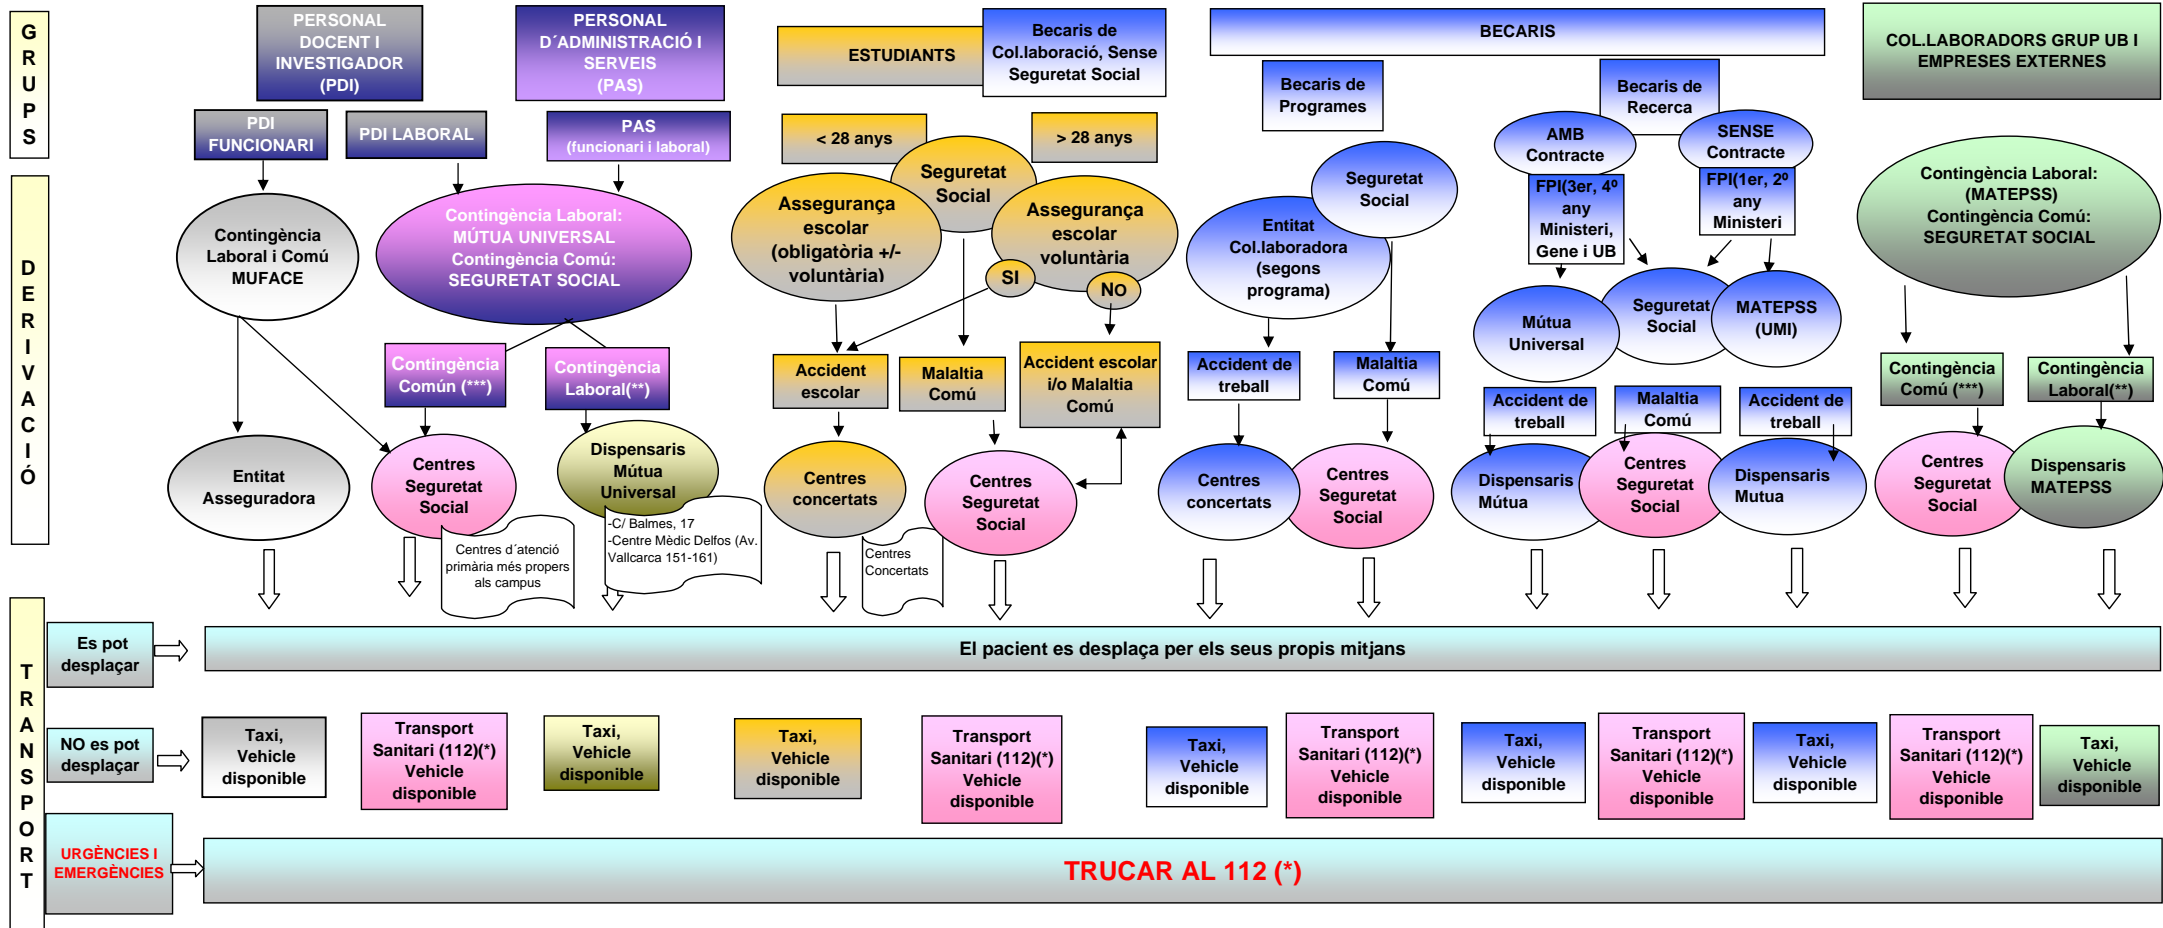 GRUPS
PERSONAL
DOCENT I
INVESTIGADOR
(PDI)
PERSONAL
D´ADMINISTRACIÓ I
SERVEIS
(PAS)
ESTUDIANTS
Becaris de
Col.laboració, Sense
Seguretat Social
BECARIS
COL.LABORADORS GRUP UB I
EMPRESES EXTERNES
PDI
FUNCIONARI
PDI LABORAL
PAS
(funcionari i laboral)
< 28 anys
> 28 anys
Becaris de
Programes
Becaris de
Recerca
AMB
Contracte
SENSE
Contracte
DERIVACIÓ
Contingència
Laboral i Comú
MUFACE
Contingència Laboral:
MÚTUA UNIVERSAL
Contingència Comú:
SEGURETAT SOCIAL
Assegurança
escolar
(obligatòria +/-
voluntària)
Seguretat
Social
Assegurança
escolar
voluntària
SI
NO
Entitat
Col.laboradora
(segons
programa)
Seguretat
Social
FPI(3er, 4º
any
Ministeri,
Gene i UB
FPI(1er, 2º
any
Ministeri
Mútua
Universal
Seguretat
Social
MATEPSS
(UMI)
Contingència Laboral:
(MATEPSS)
Contingència Comú:
SEGURETAT SOCIAL
Contingència
Común (***)
Contingència
Laboral(**)
Accident
escolar
Malaltia
Comú
Accident escolar
i/o Malaltia
Comú
Accident de
treball
Malaltia
Comú
Accident de
treball
Malaltia
Comú
Accident de
treball
Contingència
Comú (***)
Contingència
Laboral(**)
Entitat
Asseguradora
Centres
Seguretat
Social
Dispensaris
Mútua
Universal
Centres
concertats
Centres
Seguretat
Social
Centres
concertats
Centres
Seguretat
Social
Dispensaris
Mútua
Centres
Seguretat
Social
Dispensaris
Mutua
Centres
Seguretat
Social
Dispensaris
MATEPSS
Centres d´atenció
primària més propers
als campus
-C/ Balmes, 17
-Centre Mèdic Delfos (Av.
Vallcarca 151-161)
Centres
Concertats
TRANSPORT
Es pot
desplaçar
El pacient es desplaça per els seus propis mitjans
NO es pot
desplaçar
Taxi,
Vehicle
disponible
Transport
Sanitari (112)(*)
Vehicle
disponible
Taxi,
Vehicle
disponible
Taxi,
Vehicle
disponible
Transport
Sanitari (112)(*)
Vehicle
disponible
Taxi,
Vehicle
disponible
Transport
Sanitari (112)(*)
Vehicle
disponible
Taxi,
Vehicle
disponible
Transport
Sanitari (112)(*)
Vehicle
disponible
Taxi,
Vehicle
disponible
Transport
Sanitari (112)(*)
Vehicle
disponible
Taxi,
Vehicle
disponible
URGÈNCIES I
EMERGÈNCIES
TRUCAR AL 112 (*)